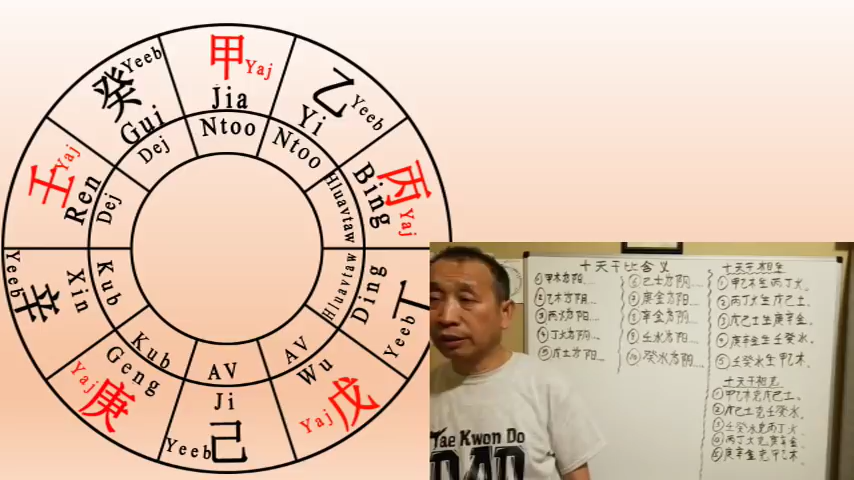 甲 Yaj
Jia
Ntoo
乙 Yeeb
Yi
Ntoo
丙 Yaj
Bing
Hluavtaw
丁 Yeeb
Ding
Hluavtaw
戊 Yaj
Wu
AV
己 Yeeb
Ji
AV
庚 Yaj
Geng
Kub
辛 Yeeb
Xin
Kub
壬 Yaj
Ren
Dej
癸 Yeeb
Gui
Dej
十天干比含义
①甲木为阳...
②乙木为阴...
③丙火为阳...
④丁火为阴...
⑤戊土为阳...
⑥己土为阴...
⑦庚金为阳...
⑧辛金为阴...
⑨壬水为阳...
⑩癸水为阴...
十天干相生
①甲乙木生丙丁火.
②丙丁火生戊己土.
③戊己土生庚辛金.
④庚辛金生壬癸水.
⑤壬癸水生甲乙木.
十天干相克
①甲乙木克戊己土.
②戊己土克壬癸水.
③壬癸水克丙丁火.
④丙丁火克庚辛金.
⑤庚辛金克甲乙木.
Tae Kwon Do
DAD